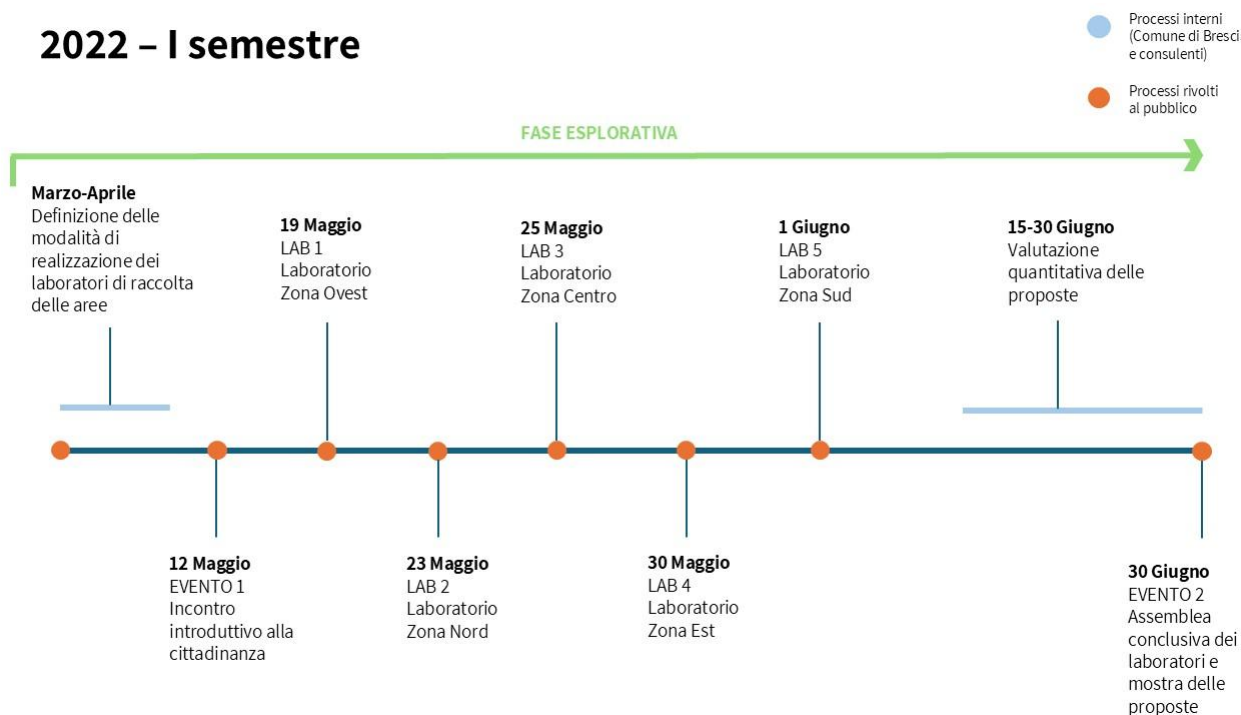 2022 – I semestre
Processi interni
(Comune di Bresci
e consulenti)
Processi rivolti
al pubblico
FASE ESPLORATIVA
Marzo-Aprile
Definizione delle
modalità di
realizzazione dei
laboratori di raccolta
delle aree
19 Maggio
LAB 1
Laboratorio
Zona Ovest
25 Maggio
LAB 3
Laboratorio
Zona Centro
1 Giugno
LAB 5
Laboratorio
Zona Sud
15-30 Giugno
Valutazione
quantitativa delle
proposte
12 Maggio
EVENTO 1
Incontro
introduttivo alla
cittadinanza
23 Maggio
LAB 2
Laboratorio
Zona Nord
30 Maggio
LAB 4
Laboratorio
Zona Est
30 Giugno
EVENTO 2
Assemblea
conclusiva dei
laboratori e
mostra delle
proposte